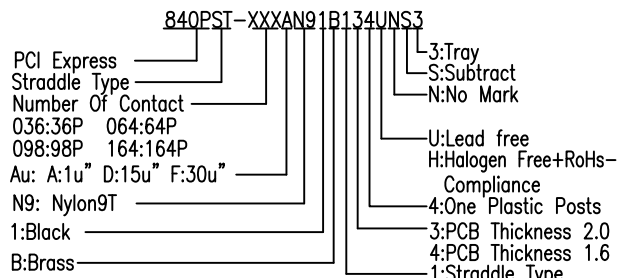 840PST-XXXAN91B134UNS3
PCI Express
Straddle Type
Number Of Contact
036:36P 064:64P
098:98P 164:164P
Au: A:1u" D:15u" F:30u"
N9: Nylon9T
1:Black
B:Brass
3:Tray
S:Subtract
N:No Mark
U:Lead free
H:Halogen Free+RoHs-
Compliance
4:One Plastic Posts
3:PCB Thickness 2.0
4:PCB Thickness 1.6
1:Straddle Type